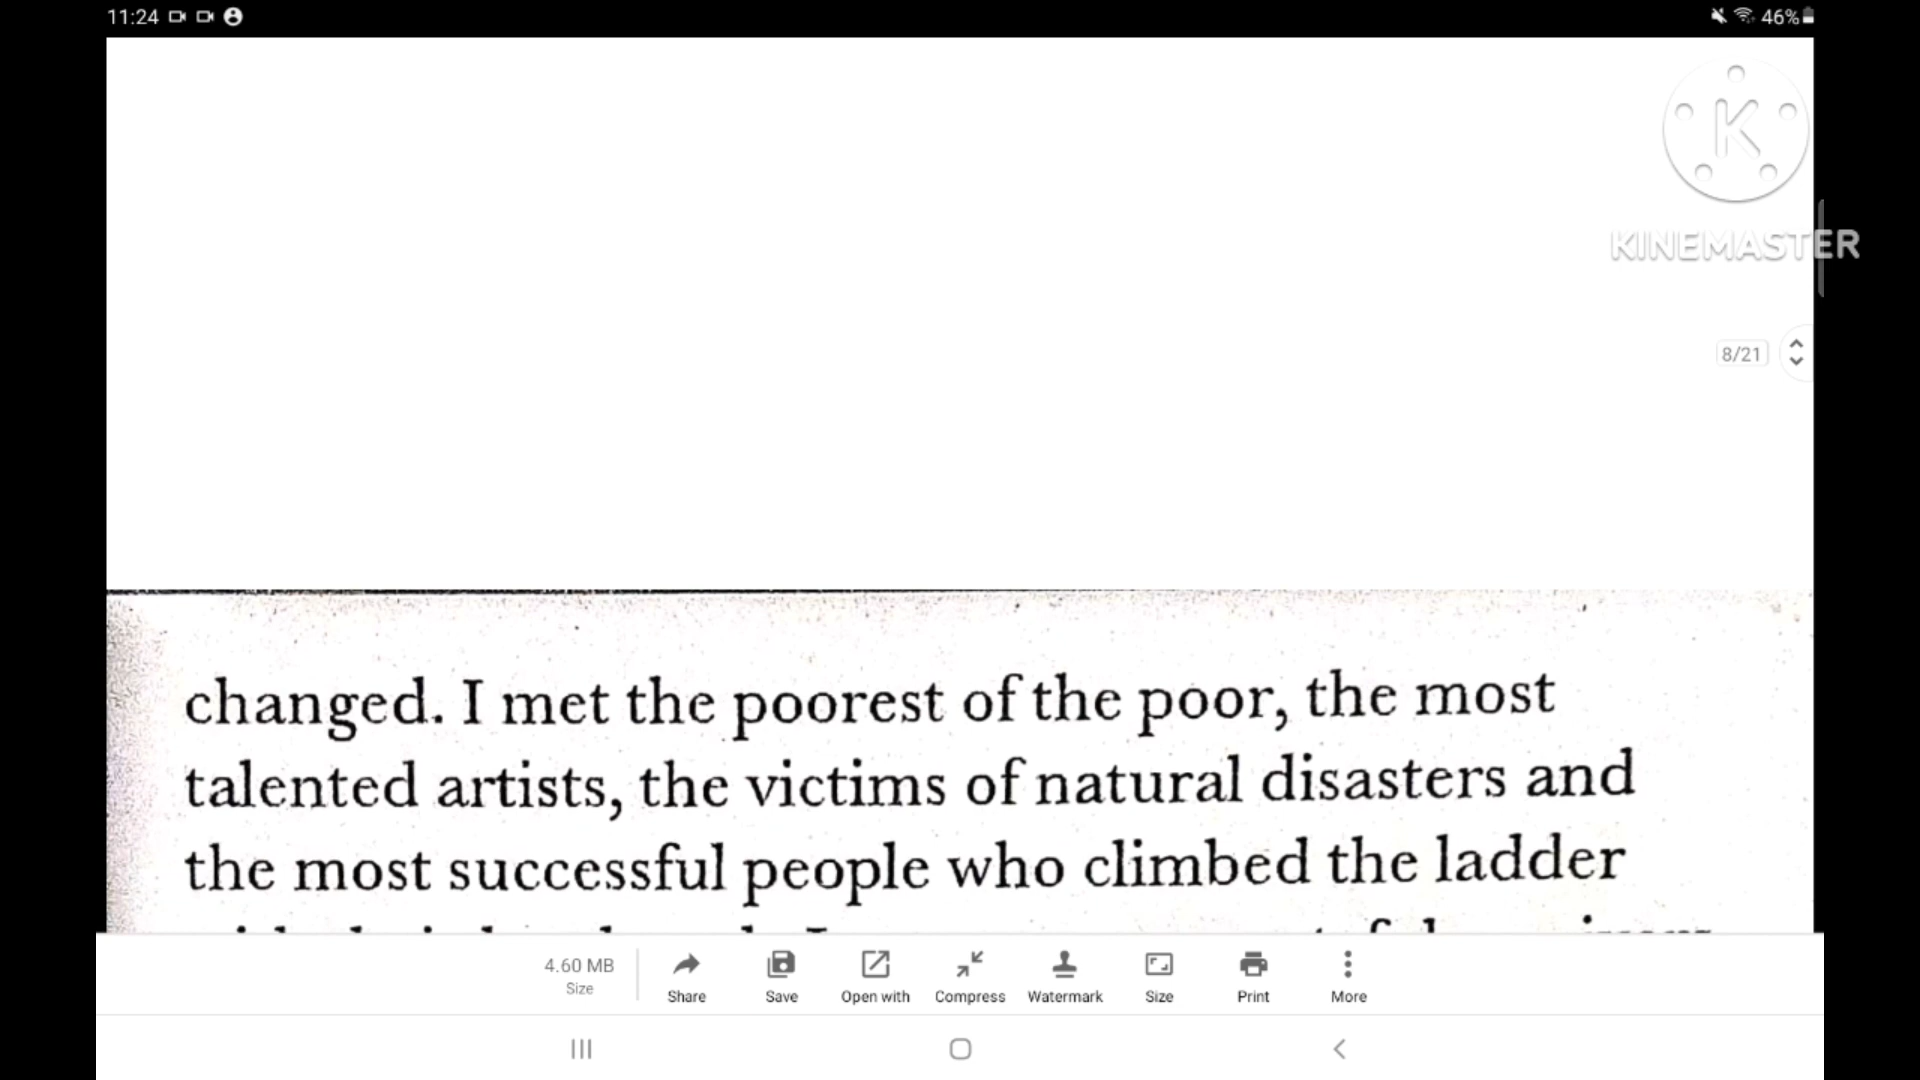 11:24
46%
K
KINEMASTER
8/21
changed. I met the poorest of the poor, the most
talented artists, the victims of natural disasters and
the most successful people who climbed the ladder
4.60 MB
Size
Share
Save
Open with
Compress
Watermark
Size
Print
More